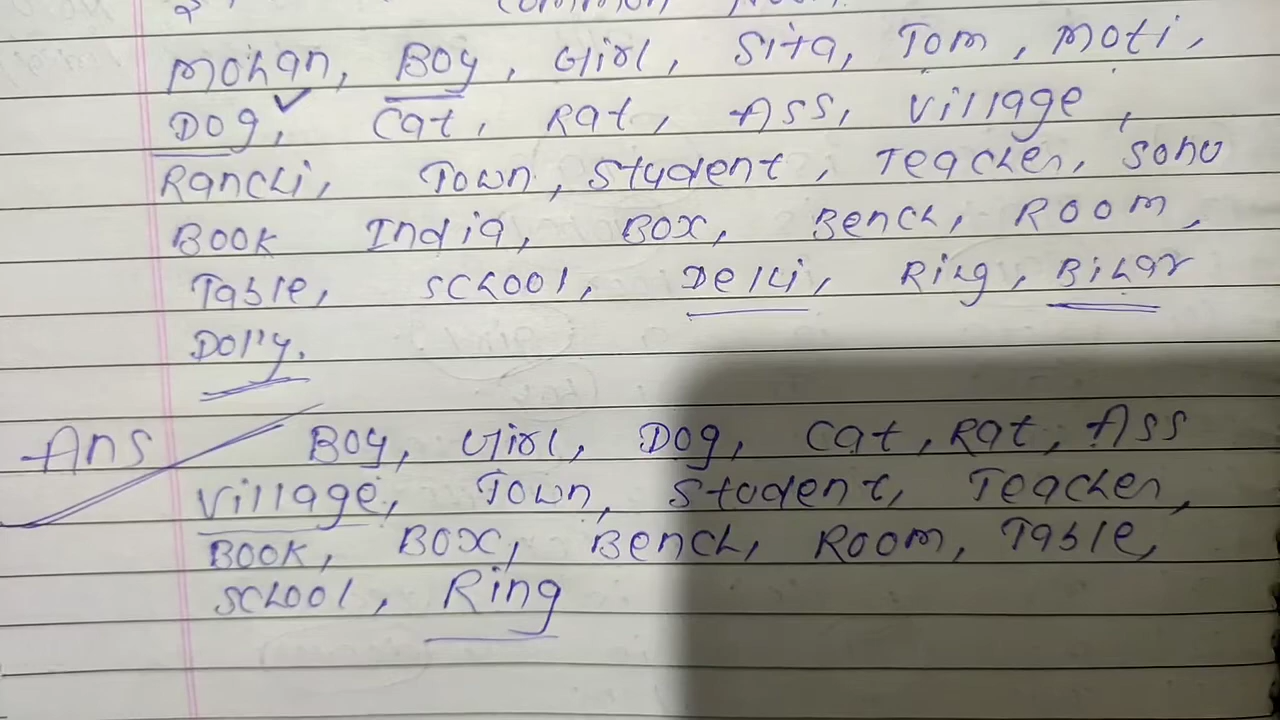 common
Mohan, Boy, Girl, Sita, Tom, Moti,
Dog, Cat, Rat, Ass, Village,
Ranchi, Town, Student, Teacher, Sonu
Book India, Box, Bench, Room,
Table, School, Delhi, Ring, Bihar
Dolly.
Ans Boy, Girl, Dog, Cat, Rat, Ass
Village, Town, Student, Teacher,
Book, Box, Bench, Room, Table,
School, Ring